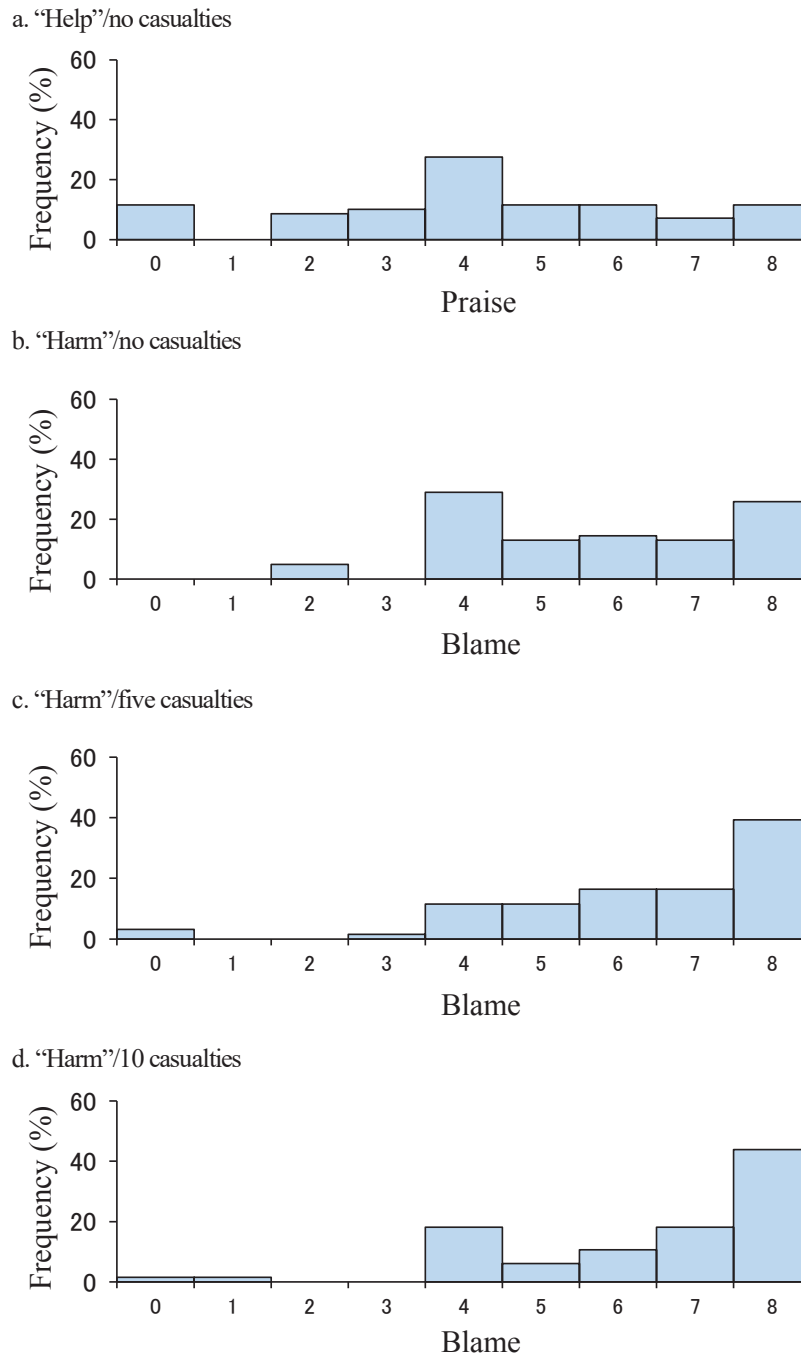 a. “Help”/no casualties
Frequency (%)
60
40
20
0
0 1 2 3 4 5 6 7 8
Praise
b. “Harm”/no casualties
Frequency (%)
60
40
20
0
0 1 2 3 4 5 6 7 8
Blame
c. “Harm”/five casualties
Frequency (%)
60
40
20
0
0 1 2 3 4 5 6 7 8
Blame
d. “Harm”/10 casualties
Frequency (%)
60
40
20
0
0 1 2 3 4 5 6 7 8
Blame